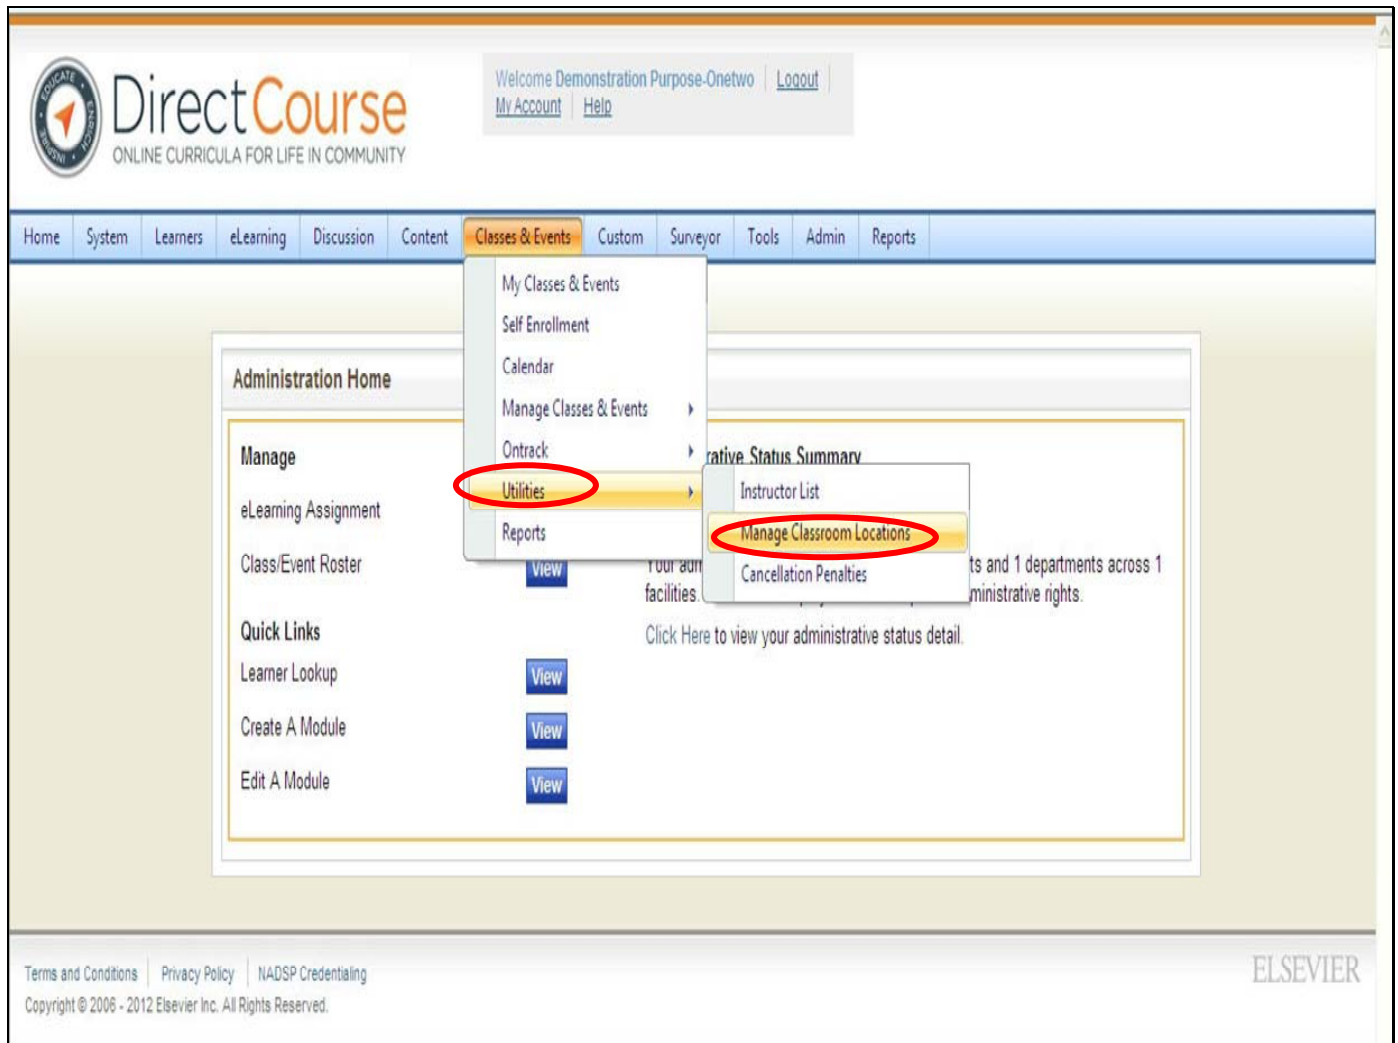 EDUCATE • ENRICH • INSPIRE •
DirectCourse
ONLINE CURRICULA FOR LIFE IN COMMUNITY
Welcome Demonstration Purpose-Onetwo Logout
My Account Help
Home System Learners eLearning Discussion Content Classes & Events Custom Surveyor Tools Admin Reports
My Classes & Events
Self Enrollment
Calendar
Manage Classes & Events
Ontrack
Utilities
Reports
Instructor List
Manage Classroom Locations
Cancellation Penalties
Administration Home
Manage
eLearning Assignment
Class/Event Roster View
Quick Links
Learner Lookup View
Create A Module View
Edit A Module View
rative Status Summary
Your adm ts and 1 departments across 1
facilities. ministrative rights.
Click Here to view your administrative status detail.
Terms and Conditions Privacy Policy NADSP Credentialing
Copyright © 2006 - 2012 Elsevier Inc. All Rights Reserved.
ELSEVIER